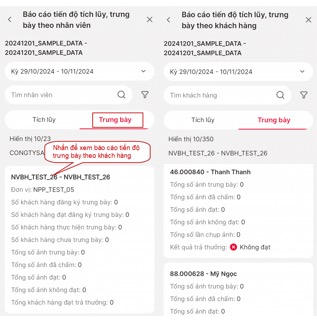 Báo cáo tiến độ tích lũy, trưng
bày theo nhân viên
20241201_SAMPLE_DATA -
20241201_SAMPLE_DATA
Kỳ 29/10/2024 - 10/11/2024
Tìm nhân viên
Tích lũy
Trưng bày
Hiển thị 10/23
CONGTYSA
Nhấn để xem báo cáo tiến độ
trưng bày theo khách hàng
NVBH_TEST_26 - NVBH_TEST_26
Đơn vị: NPP_TEST_05
Số khách hàng đăng ký trưng bày: 0
Số khách hàng đạt đăng ký trưng bày: 0
Số khách hàng thực hiện trưng bày: 0
Số khách hàng chưa trưng bày: 0
Tổng số ảnh trưng bày: 0
Tổng số ảnh đã chấm: 0
Tổng số ảnh đạt: 0
Tổng số ảnh không đạt: 0
Tổng khách hàng đạt trả thưởng: 0
Báo cáo tiến độ tích lũy, trưng
bày theo khách hàng
20241201_SAMPLE_DATA -
20241201_SAMPLE_DATA
Kỳ 29/10/2024 - 10/11/2024
Tìm khách hàng
Tích lũy
Trưng bày
Hiển thị 10/350
NVBH_TEST_26 - NVBH_TEST_26
46.000840 - Thanh Thanh
Tổng số ảnh trưng bày: 0
Tổng số ảnh đã chấm: 0
Tổng số ảnh đạt: 0
Tổng số ảnh không đạt: 0
Tổng số lần chụp ảnh: 0
Kết quả trả thưởng: Không đạt
88.000628 - Mỹ Ngọc
Tổng số ảnh trưng bày: 0
Tổng số ảnh đã chấm: 0
Tổng số ảnh đạt: 0